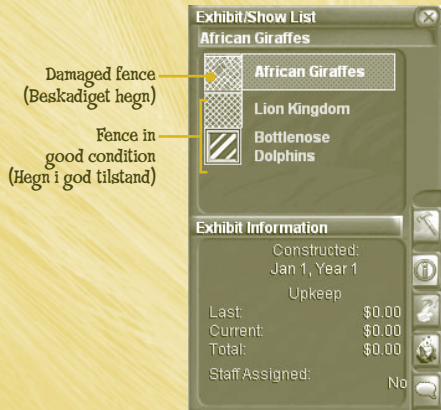 Exhibit/Show List
African Giraffes
Damaged fence
(Beskadiget hegn)
African Giraffes
Lion Kingdom
Fence in
good condition
(Hegn i god tilstand)
Bottlenose
Dolphins
Exhibit Information
Constructed:
Jan 1, Year 1
Upkeep
Last: $0.00
Current: $0.00
Total: $0.00
Staff Assigned: No